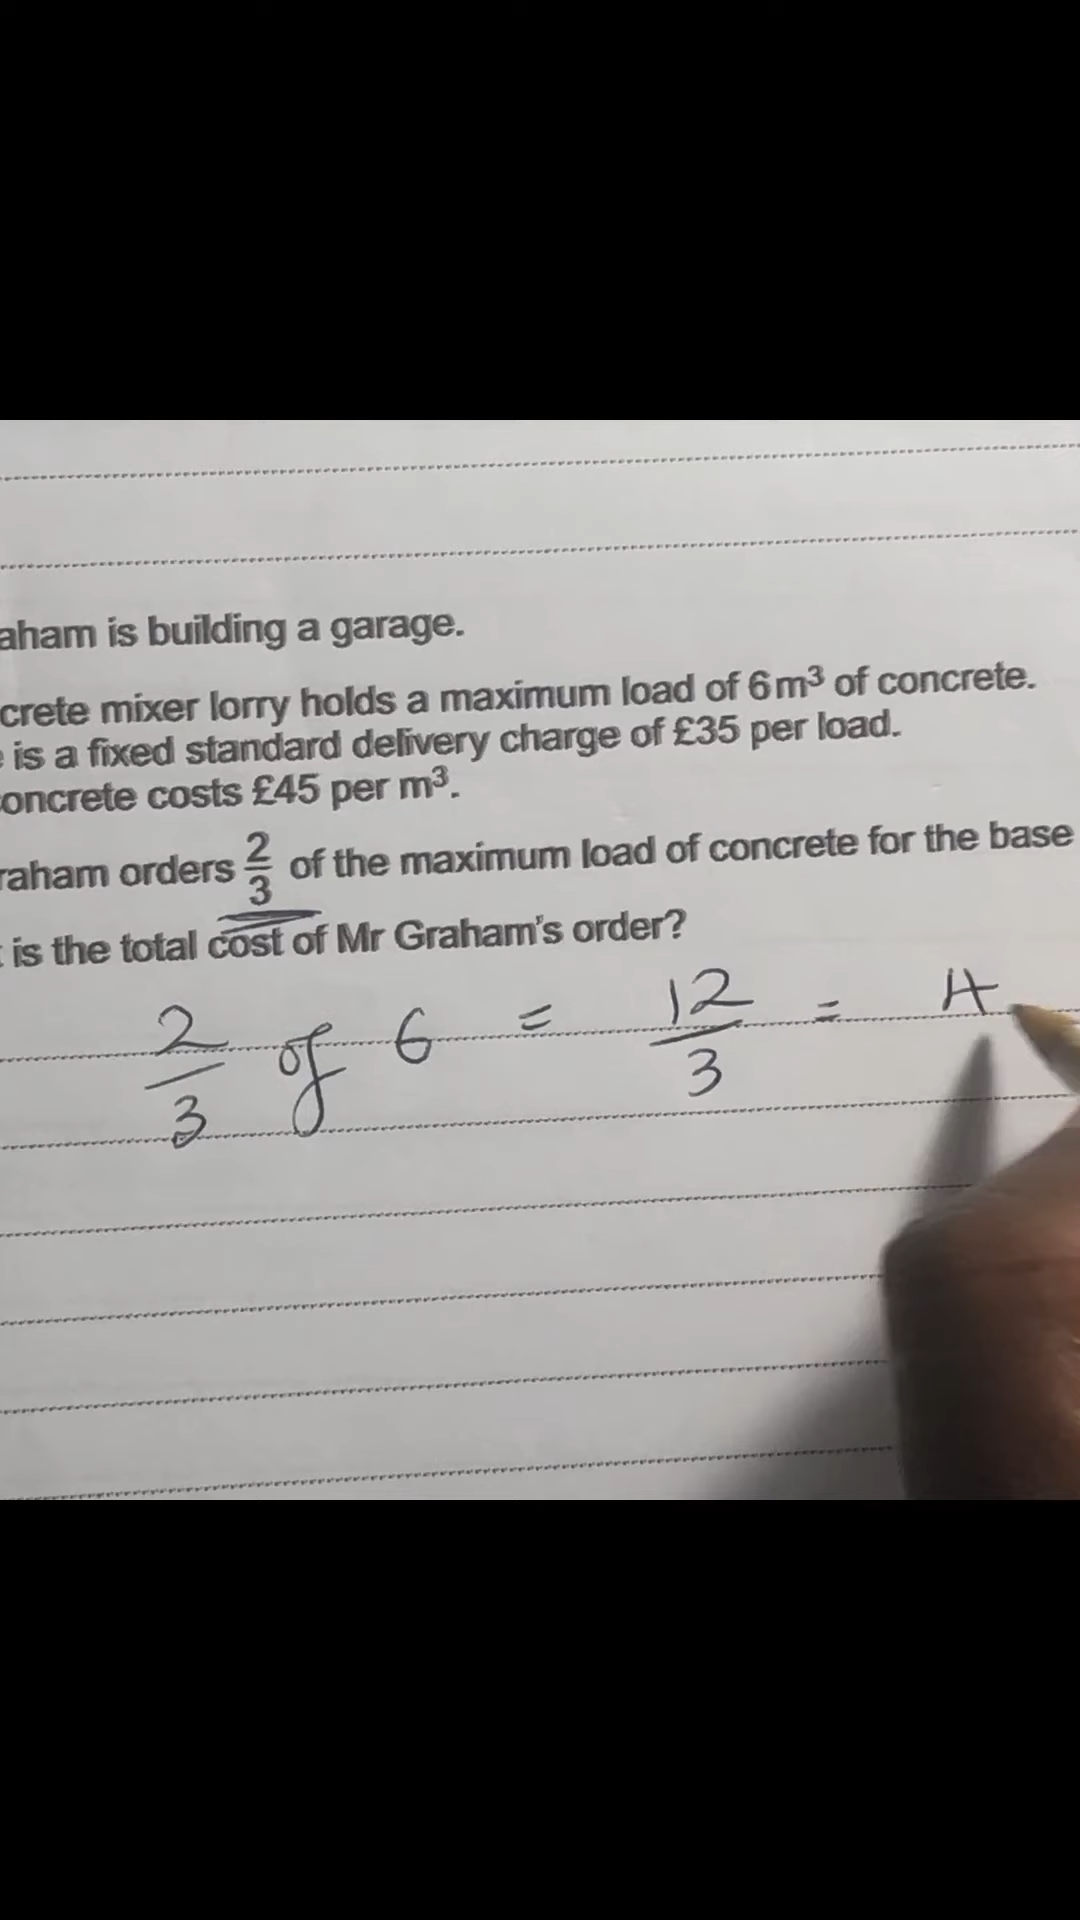 aham is building a garage.
crete mixer lorry holds a maximum load of 6m³ of concrete.
is a fixed standard delivery charge of £35 per load.
oncrete costs £45 per m³.
raham orders 2/3 of the maximum load of concrete for the base
is the total cost of Mr Graham's order?
2/3 of 6 = 12/3 = 4